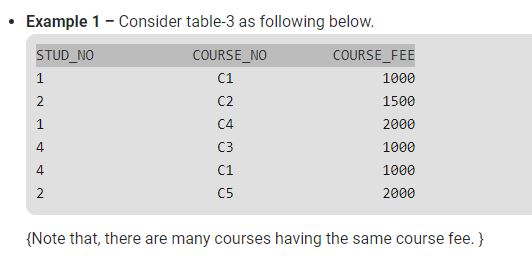 • Example 1 – Consider table-3 as following below.
STUD_NO COURSE_NO COURSE_FEE
1 C1 1000
2 C2 1500
1 C4 2000
4 C3 1000
4 C1 1000
2 C5 2000
{Note that, there are many courses having the same course fee. }